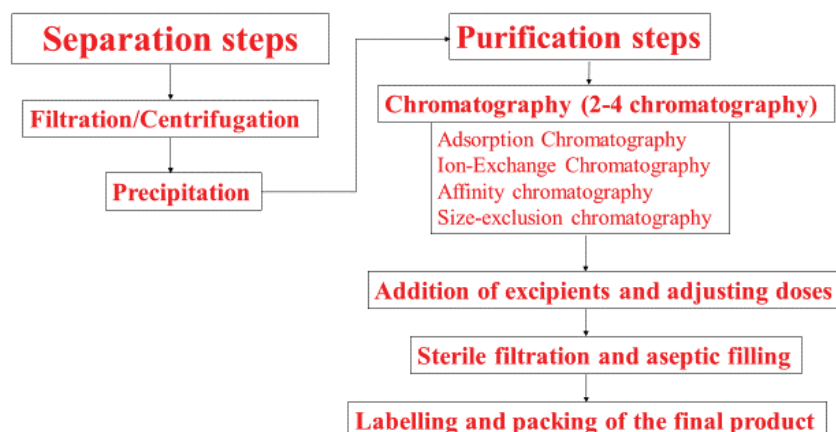 Separation steps
Filtration/Centrifugation
Precipitation
Purification steps
Chromatography (2-4 chromatography)
Adsorption Chromatography
Ion-Exchange Chromatography
Affinity chromatography
Size-exclusion chromatography
Addition of excipients and adjusting doses
Sterile filtration and aseptic filling
Labelling and packing of the final product